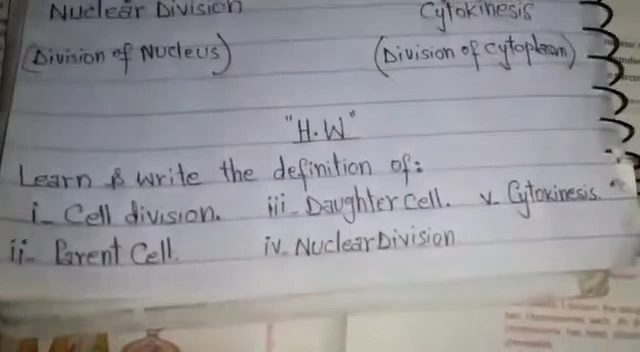 Nuclear Division Cytokinesis
(Division of Nucleus) (Division of cytoplasm)
"H.W"
Learn & write the definition of:
i- Cell division. iii- Daughter Cell. v- Cytokinesis.
ii- Parent Cell. iv. Nuclear Division